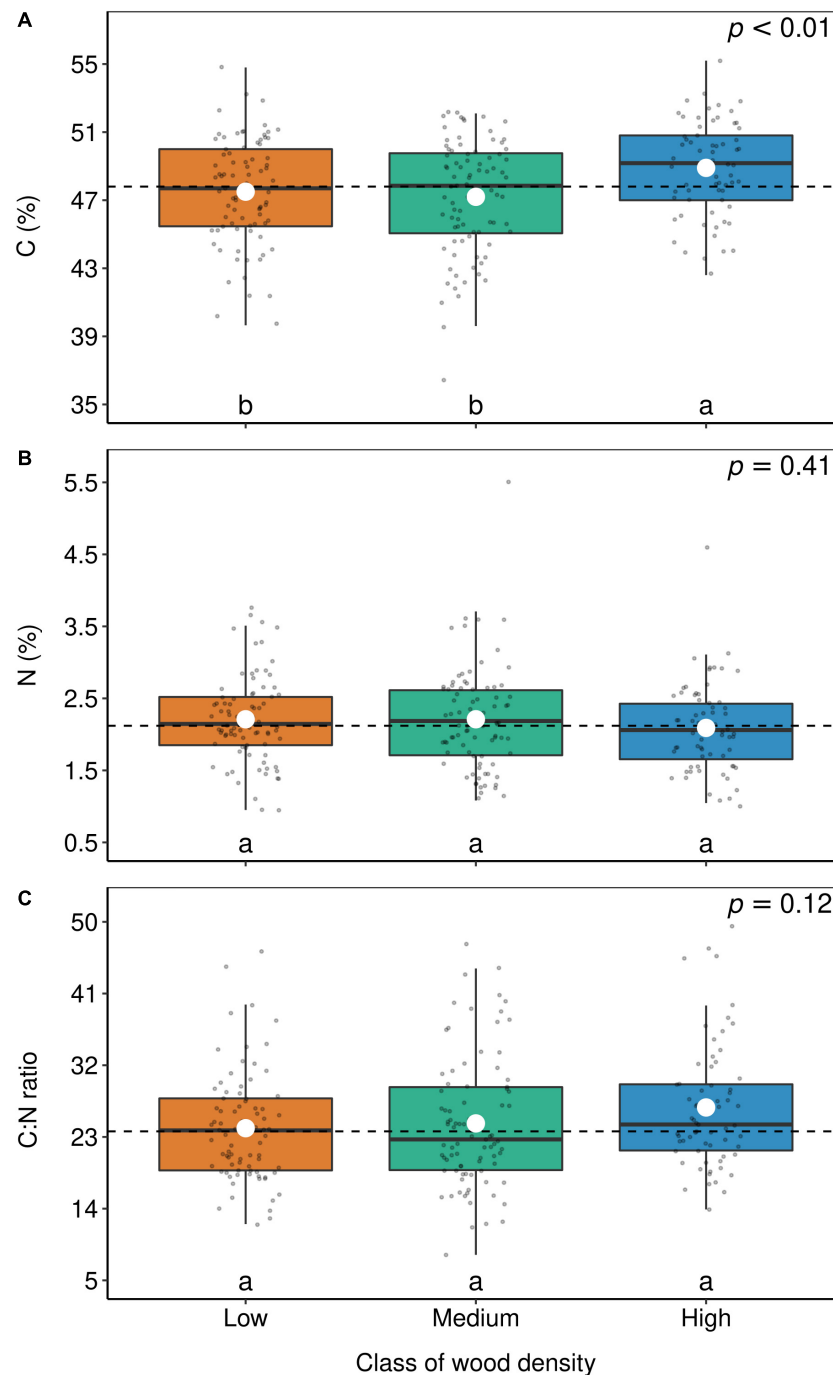 A
p < 0.01
55
51
47
43
39
35
C (%)
b b a
B
p = 0.41
5.5
4.5
3.5
2.5
1.5
0.5
N (%)
a a a
C
p = 0.12
50
41
32
23
14
5
C:N ratio
a a a
Low Medium High
Class of wood density